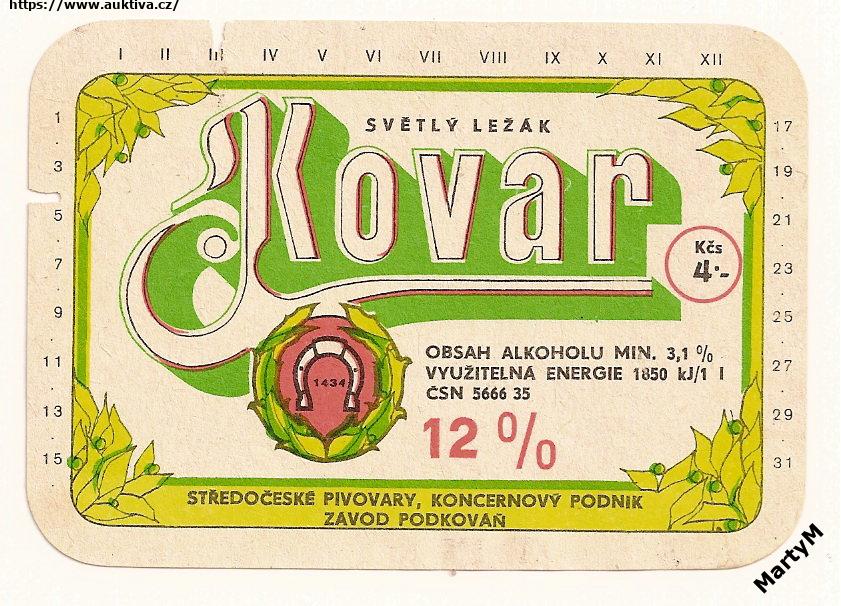 https://www.auktiva.cz/
I II III IV V VI VII VIII IX X XI XII
1
3
5
7
9
11
13
15
17
19
21
23
25
27
29
31
SVĚTLÝ LEŽÁK
Kovar
Kčs
4.-
1434
OBSAH ALKOHOLU MIN. 3,1 %
VYUŽITELNÁ ENERGIE 1850 kJ/1 l
ČSN 5666 35
12 %
STŘEDOČESKÉ PIVOVARY, KONCERNOVÝ PODNIK
ZÁVOD PODKOVÁŇ
MartyM